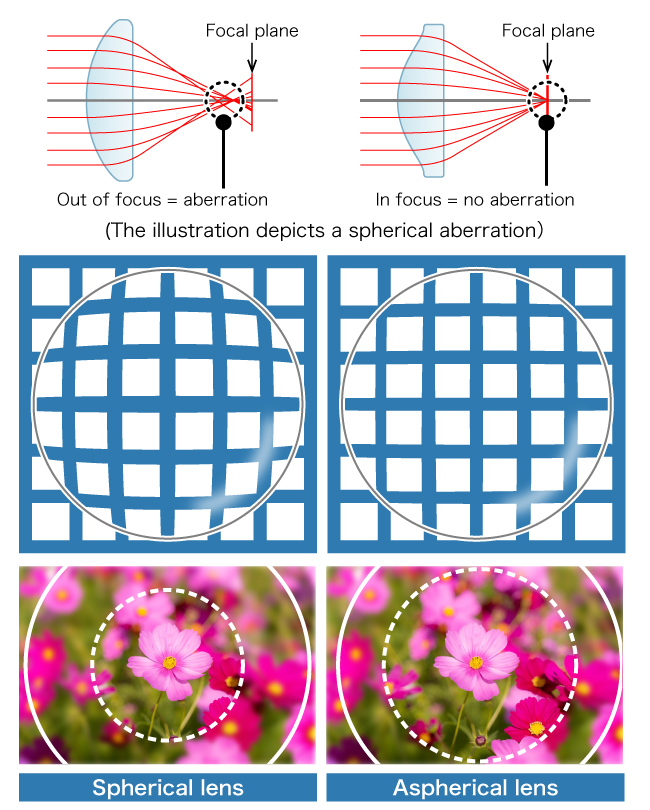 Focal plane
Focal plane
Out of focus = aberration
In focus = no aberration
(The illustration depicts a spherical aberration）
Spherical lens
Aspherical lens